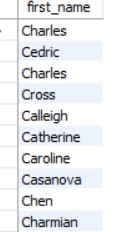 first_name
Charles
Cedric
Charles
Cross
Calleigh
Catherine
Caroline
Casanova
Chen
Charmian